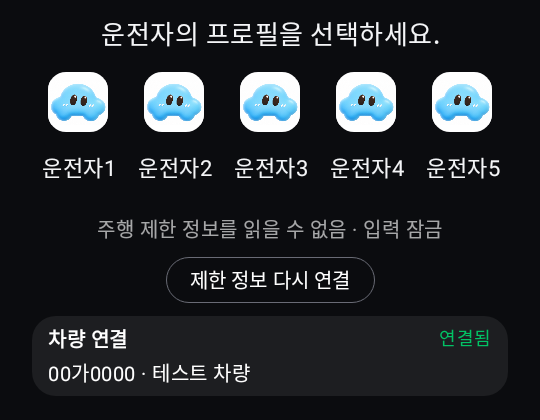 운전자의 프로필을 선택하세요.
운전자1 운전자2 운전자3 운전자4 운전자5
주행 제한 정보를 읽을 수 없음 · 입력 잠금
제한 정보 다시 연결
차량 연결 연결됨
00가0000 · 테스트 차량